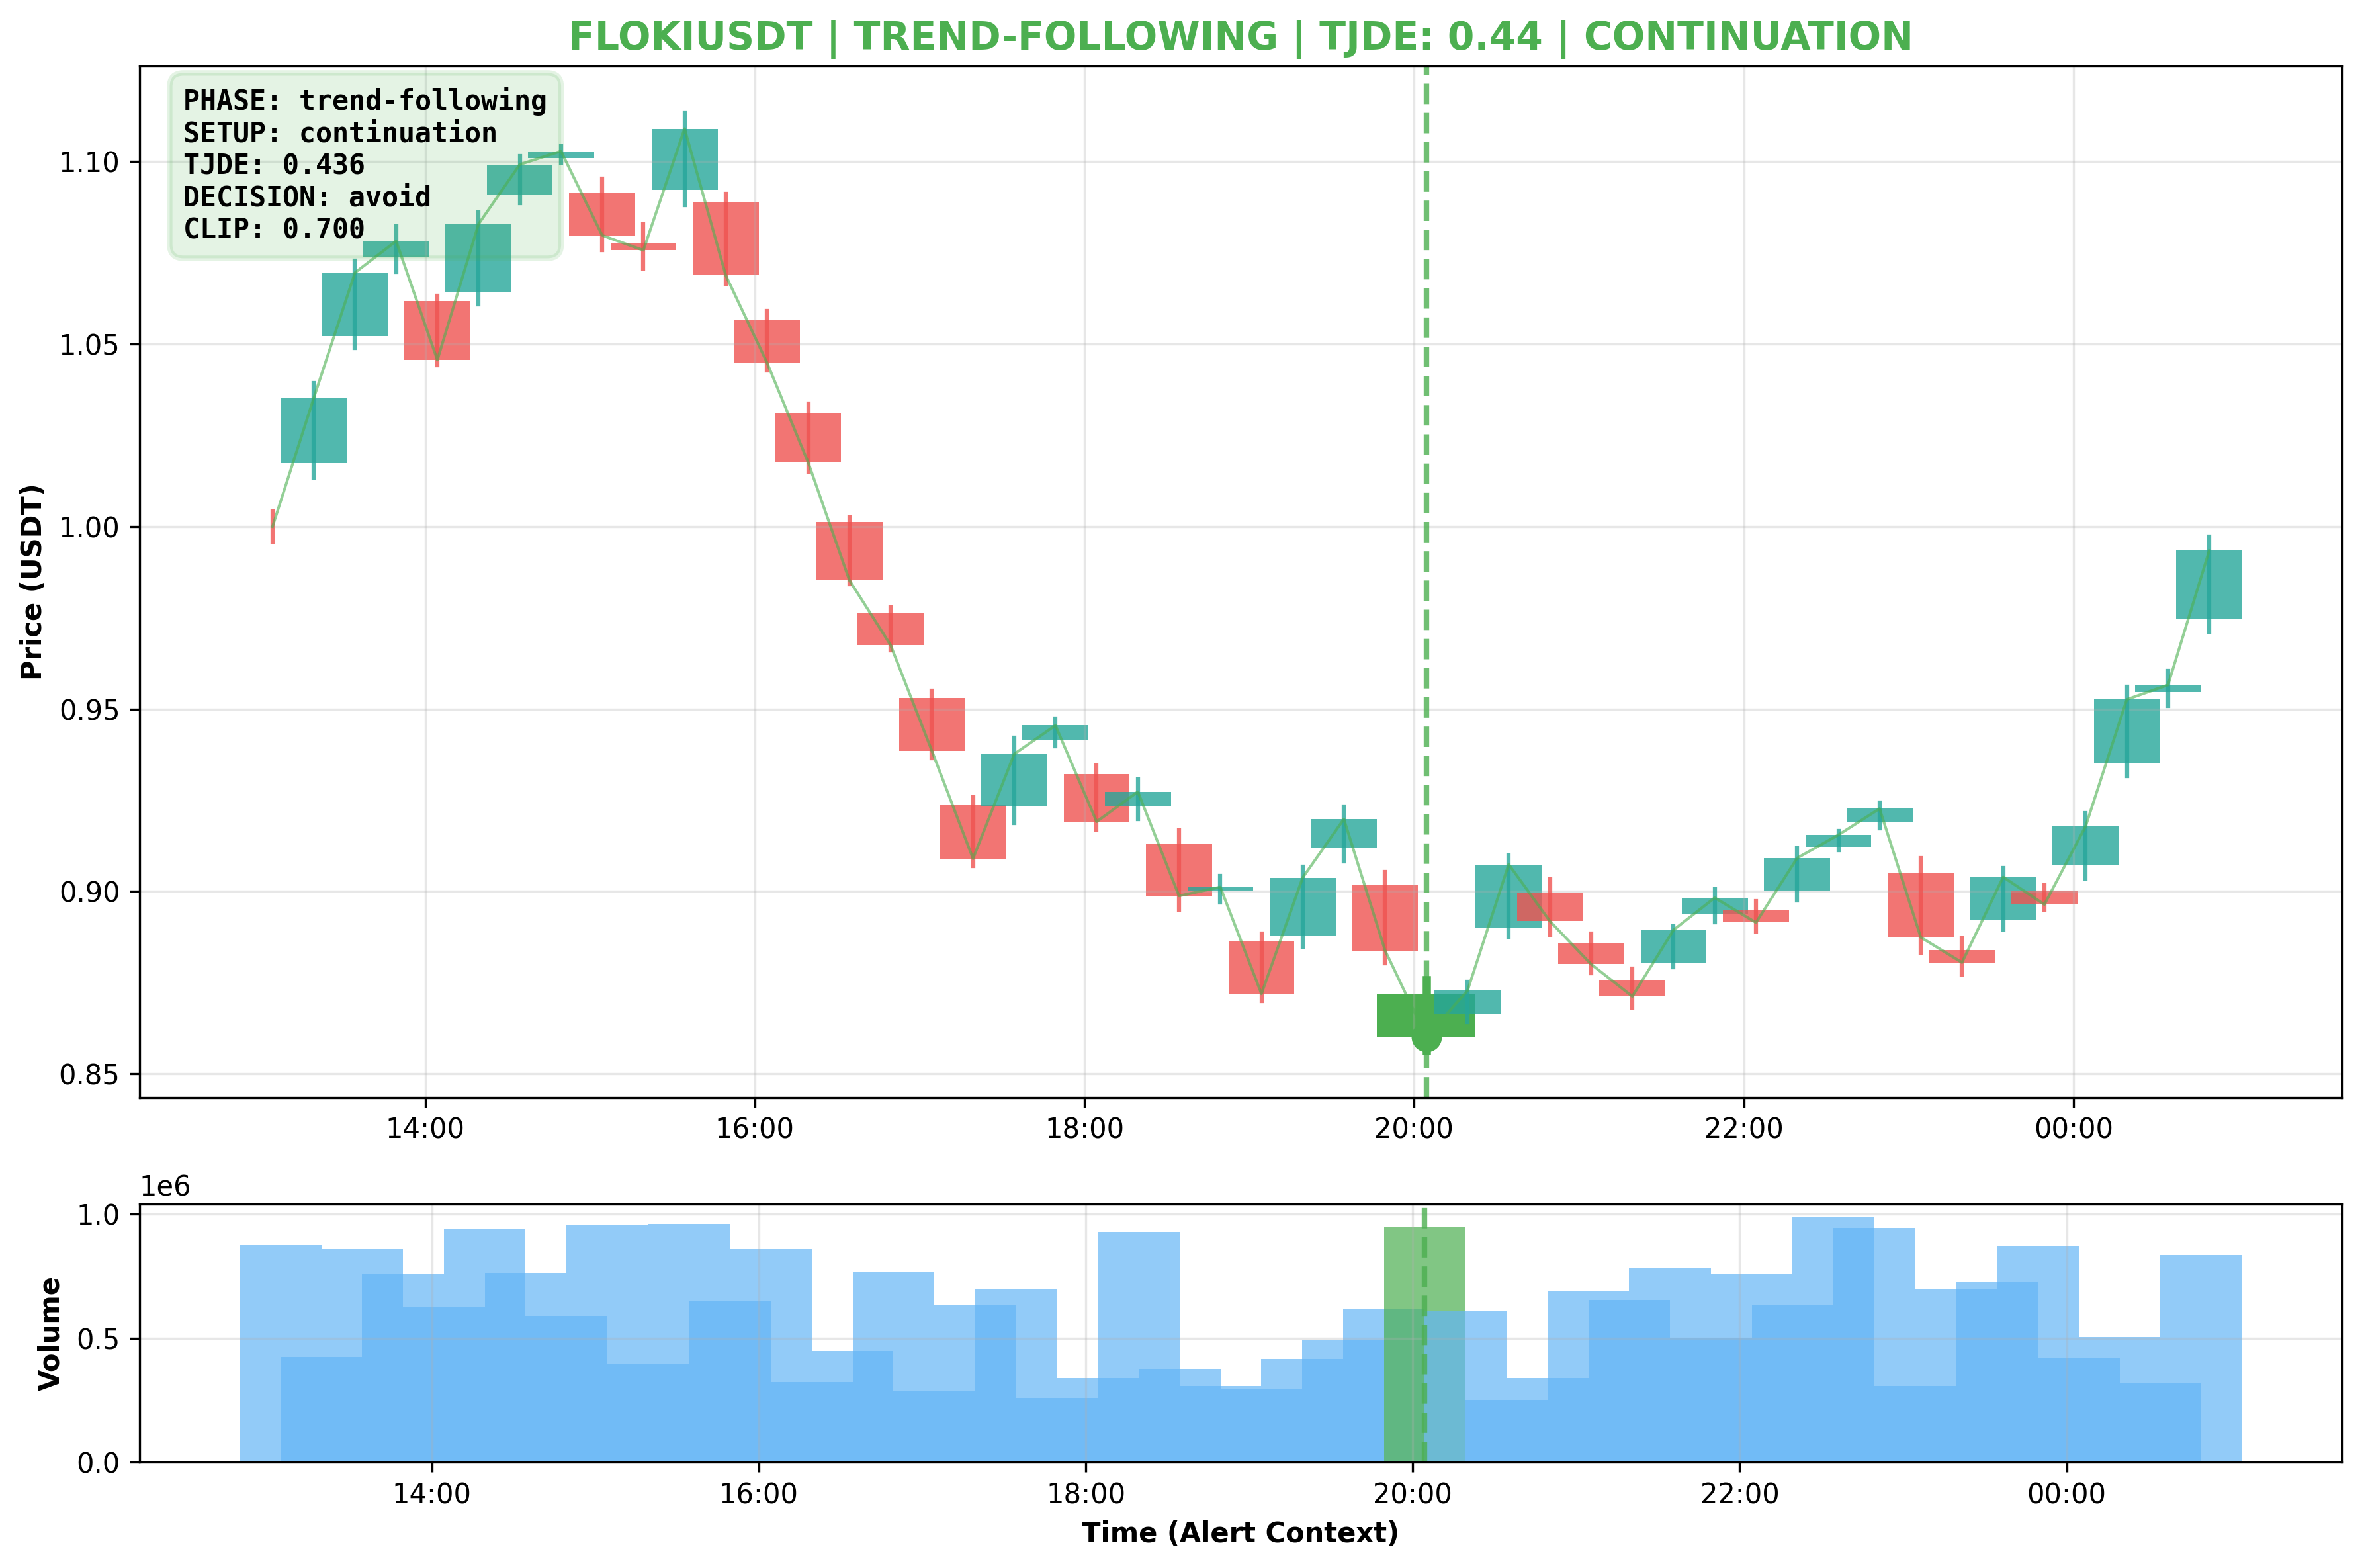 FLOKIUSDT | TREND-FOLLOWING | TJDE: 0.44 | CONTINUATION
PHASE: trend-following
SETUP: continuation
TJDE: 0.436
DECISION: avoid
CLIP: 0.700
Price (USDT)
1.10
1.05
1.00
0.95
0.90
0.85
14:00 16:00 18:00 20:00 22:00 00:00
1e6
Volume
1.0
0.5
0.0
14:00 16:00 18:00 20:00 22:00 00:00
Time (Alert Context)